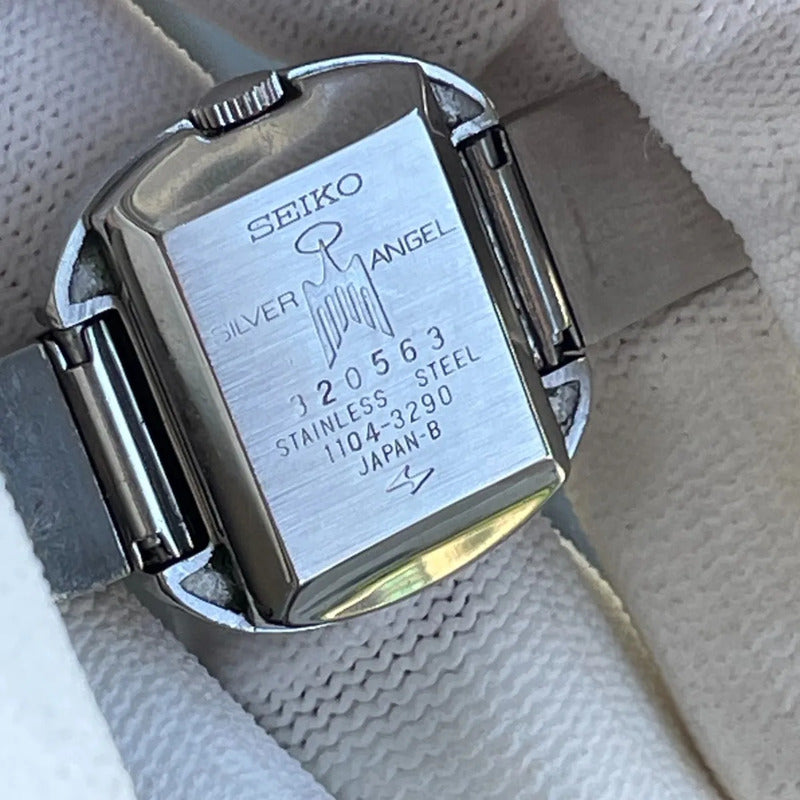 SEIKO
SILVER ANGEL
320563
STAINLESS STEEL
1104-3290
JAPAN-B